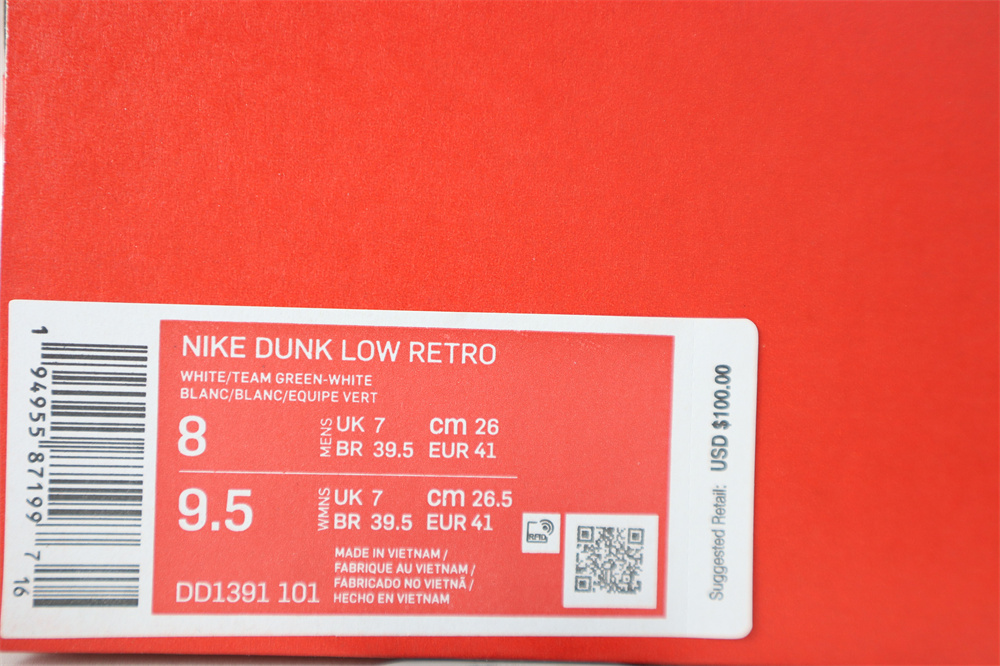 NIKE DUNK LOW RETRO
WHITE/TEAM GREEN-WHITE
BLANC/BLANC/EQUIPE VERT
8
MENS
UK 7 cm 26
BR 39.5 EUR 41
9.5
WMNS
UK 7 cm 26.5
BR 39.5 EUR 41
MADE IN VIETNAM /
FABRIQUE AU VIETNAM /
FABRICADO NO VIETNÃ /
HECHO EN VIETNAM
DD1391 101
RFID
1 94955 87199 7 16
Suggested Retail: USD $100.00